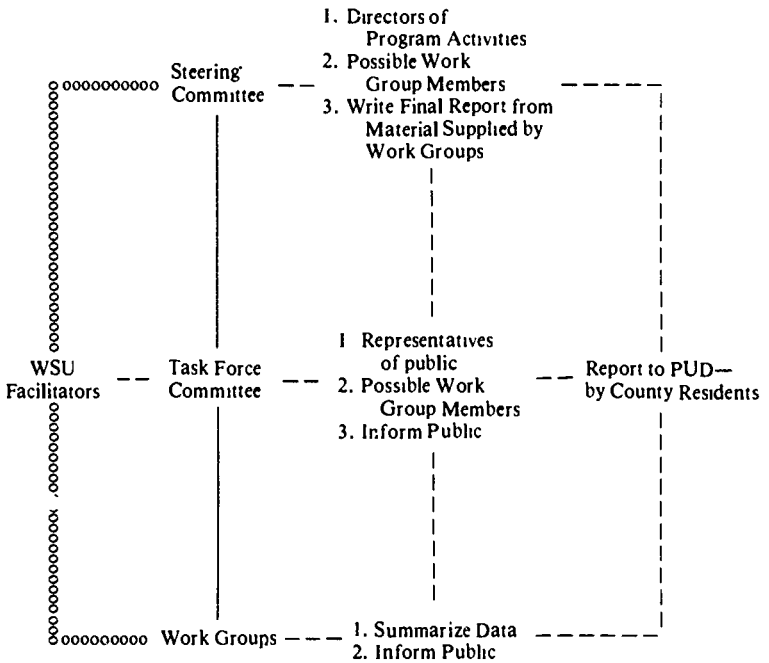 1. Directors of
Program Activities
2. Possible Work
Group Members
3. Write Final Report from
Material Supplied by
Work Groups
Steering
Committee
WSU
Facilitators
Task Force
Committee
1 Representatives
of public
2. Possible Work
Group Members
3. Inform Public
Report to PUD—
by County Residents
Work Groups
1. Summarize Data
2. Inform Public